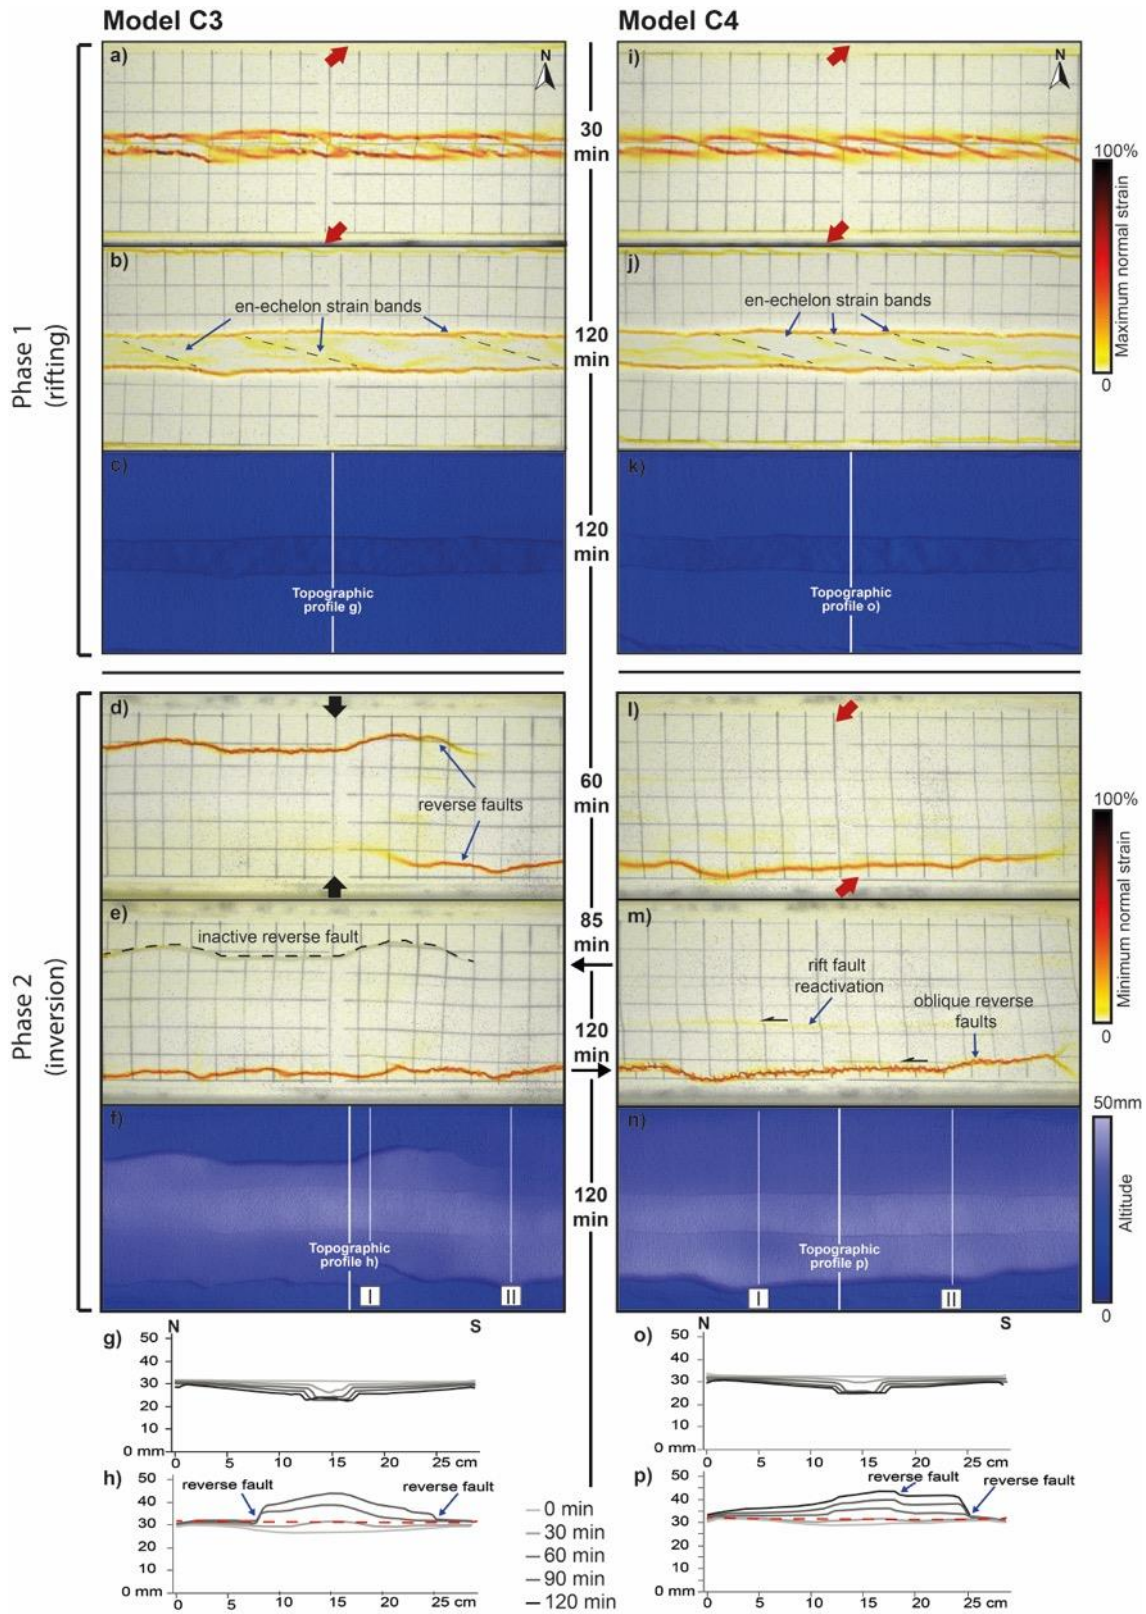 Model C3
Model C4
a)
N
i)
N
30
min
100%
Maximum normal strain
0
b)
en-echelon strain bands
j)
en-echelon strain bands
120
min
Phase 1
(rifting)
c)
k)
120
min
Topographic
profile g)
Topographic
profile o)
d)
l)
60
min
reverse faults
100%
Minimum normal strain
0
e)
inactive reverse fault
85
min
m)
rift fault
reactivation
oblique reverse
faults
120
min
Phase 2
(inversion)
f)
n)
50mm
Altitude
0
120
min
Topographic
profile h)
I
II
Topographic
profile p)
I
II
g)
N
S
50
40
30
20
10
0 mm
0
5
10
15
20
25 cm
o)
N
S
50
40
30
20
10
0 mm
0
5
10
15
20
25 cm
h)
50
40
30
20
10
0 mm
reverse fault
reverse fault
0
5
10
15
20
25 cm
0 min
30 min
60 min
90 min
120 min
p)
50
40
30
20
10
0 mm
reverse fault
reverse fault
0
5
10
15
20
25 cm